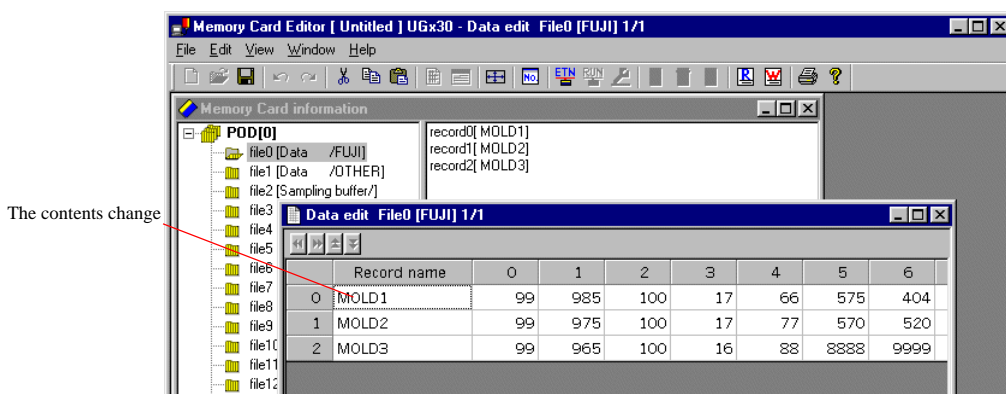 Memory Card Editor [ Untitled ] UGx30 - Data edit File0 [FUJI] 1/1
File Edit View Window Help
No. ETN RUN R W ?
Memory Card information
POD[0]
file0 [Data /FUJI]
file1 [Data /OTHER]
file2 [Sampling buffer/]
file3
file4
file5
file6
file7
file8
file9
file10
file11
file12
record0[ MOLD1]
record1[ MOLD2]
record2[ MOLD3]
The contents change
Data edit File0 [FUJI] 1/1
Record name 0 1 2 3 4 5 6
0 MOLD1 99 985 100 17 66 575 404
1 MOLD2 99 975 100 17 77 570 520
2 MOLD3 99 965 100 16 88 8888 9999